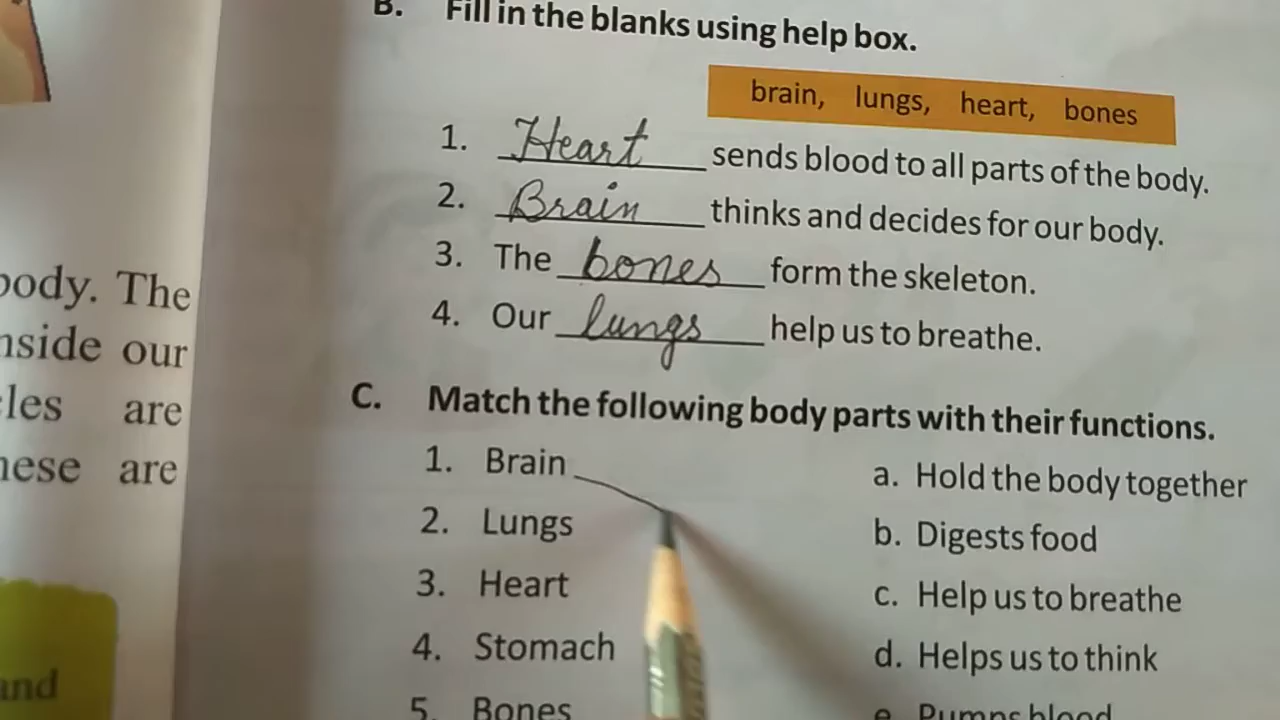 B. Fill in the blanks using help box.
brain, lungs, heart, bones
1. Heart sends blood to all parts of the body.
2. Brain thinks and decides for our body.
3. The bones form the skeleton.
4. Our lungs help us to breathe.
body. The
nside our
les are
hese are
and
C. Match the following body parts with their functions.
1. Brain a. Hold the body together
2. Lungs b. Digests food
3. Heart c. Help us to breathe
4. Stomach d. Helps us to think
5. Bones e. Pumps blood